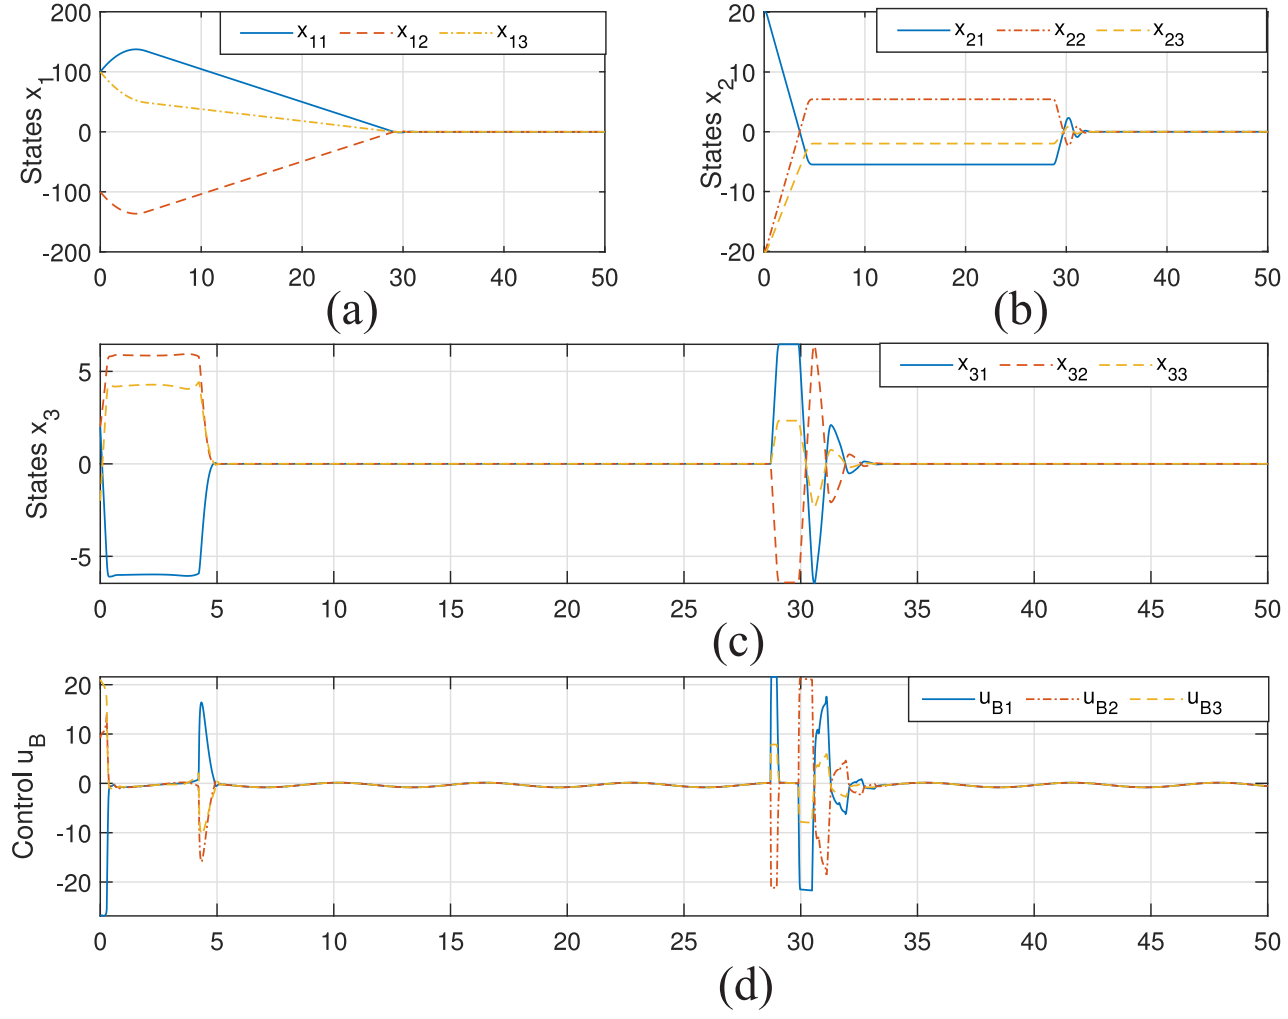 x11 x12 x13
States x1
-100
100
0
-100
-200
0 10 20 30 40 50
(a)
x21 x22 x23
States x2
20
10
0
-10
-20
0 10 20 30 40 50
(b)
x31 x32 x33
States x3
5
0
-5
0 5 10 15 20 25 30 35 40 45 50
(c)
uB1 uB2 uB3
Control uB
20
10
0
-10
-20
0 5 10 15 20 25 30 35 40 45 50
(d)